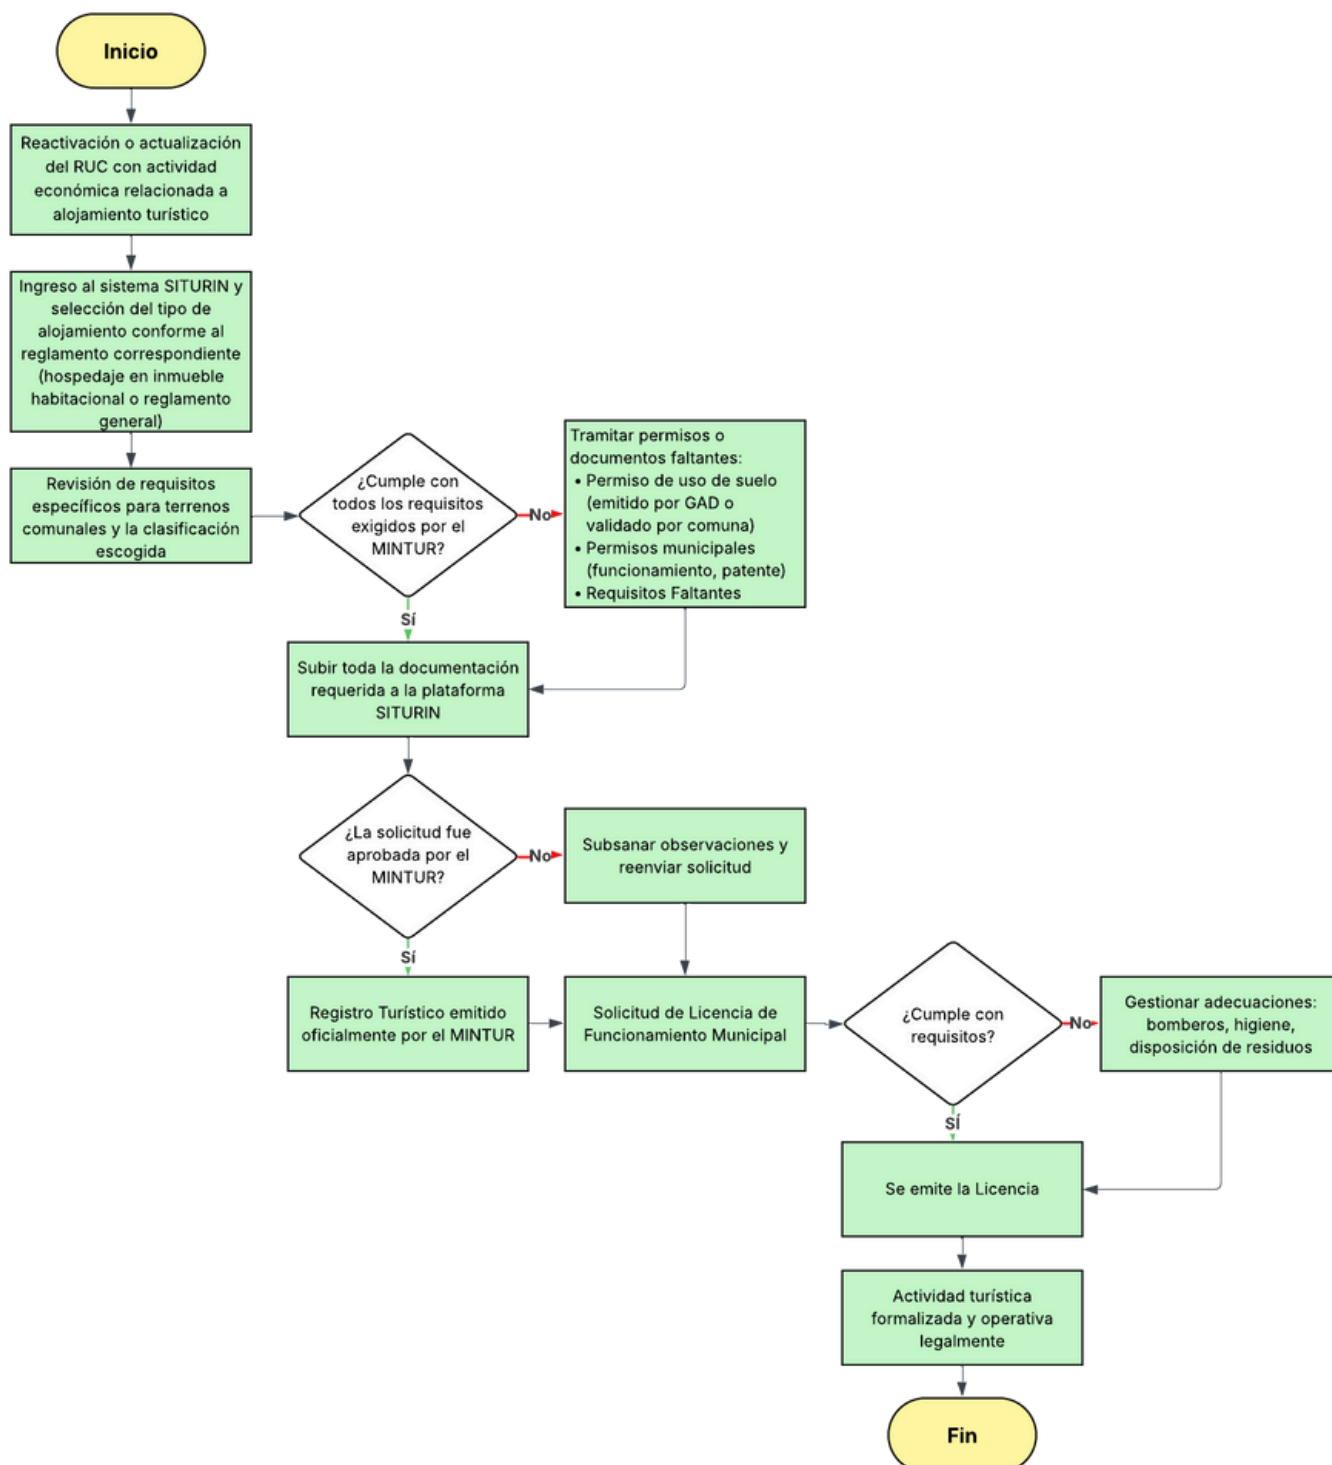 Inicio
Reactivación o actualización
del RUC con actividad
económica relacionada a
alojamiento turístico
Ingreso al sistema SITURIN y
selección del tipo de
alojamiento conforme al
reglamento correspondiente
(hospedaje en inmueble
habitacional o reglamento
general)
Revisión de requisitos
específicos para terrenos
comunales y la clasificación
escogida
¿Cumple con
todos los requisitos
exigidos por el
MINTUR?
No
Tramitar permisos o
documentos faltantes:
• Permiso de uso de suelo
(emitido por GAD o
validado por comuna)
• Permisos municipales
(funcionamiento, patente)
• Requisitos Faltantes
Sí
Subir toda la documentación
requerida a la plataforma
SITURIN
¿La solicitud fue
aprobada por el
MINTUR?
No
Subsanar observaciones y
reenviar solicitud
Sí
Registro Turístico emitido
oficialmente por el MINTUR
Solicitud de Licencia de
Funcionamiento Municipal
¿Cumple con
requisitos?
No
Gestionar adecuaciones:
bomberos, higiene,
disposición de residuos
SÍ
Se emite la Licencia
Actividad turística
formalizada y operativa
legalmente
Fin